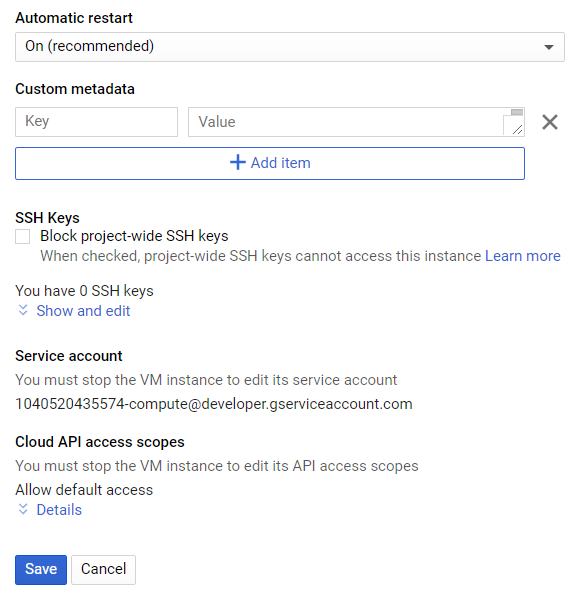 Automatic restart
On (recommended)
Custom metadata
Key
Value
Add item
SSH Keys
Block project-wide SSH keys
When checked, project-wide SSH keys cannot access this instance Learn more
You have 0 SSH keys
Show and edit
Service account
You must stop the VM instance to edit its service account
1040520435574-compute@developer.gserviceaccount.com
Cloud API access scopes
You must stop the VM instance to edit its API access scopes
Allow default access
Details
Save Cancel